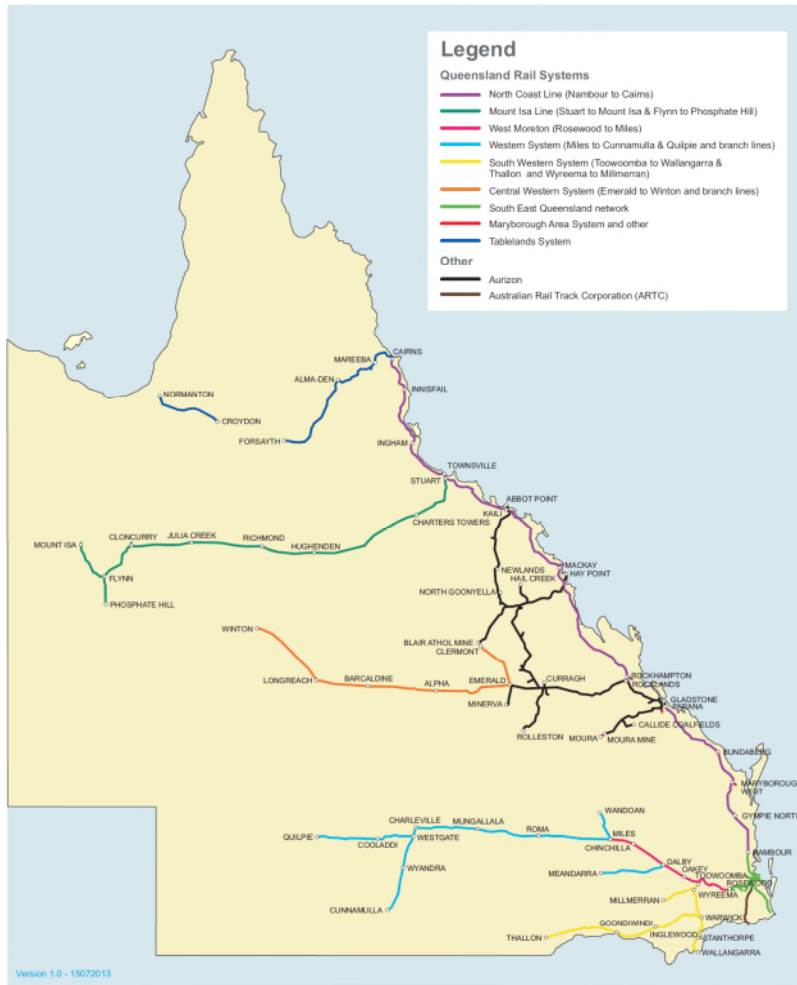 Legend
Queensland Rail Systems
North Coast Line (Nambour to Cairns)
Mount Isa Line (Stuart to Mount Isa & Flynn to Phosphate Hill)
West Moreton (Rosewood to Miles)
Western System (Miles to Cunnamulla & Quilpie and branch lines)
South Western System (Toowoomba to Wallangarra &
Thallon and Wyreema to Millmerran)
Central Western System (Emerald to Winton and branch lines)
South East Queensland network
Maryborough Area System and other
Tablelands System
Other
Aurizon
Australian Rail Track Corporation (ARTC)
CAIRNS
MAREEBA
ALMA-DEN
INNISFAIL
NORMANTON
CROYDON
FORSAYTH
INGHAM
TOWNSVILLE
STUART
ABBOT POINT
KAILI
CHARTERS TOWERS
MOUNT ISA
CLONCURRY
JULIA CREEK
RICHMOND
HUGHENDEN
FLYNN
PHOSPHATE HILL
MACKAY
HAY POINT
NEWLANDS
HAIL CREEK
NORTH GOONYELLA
WINTON
BLAIR ATHOL MINE
CLERMONT
LONGREACH
BARCALDINE
ALPHA
EMERALD
CURRAGH
ROCKHAMPTON
ROCKLANDS
MINERVA
GLADSTONE
PARANA
CALLIDE COALFIELDS
ROLLESTON
MOURA
MOURA MINE
BUNDABERG
MARYBOROUG
WEST
GYMPIE NORTH
WANDOAN
CHARLEVILLE
MUNGALLALA
ROMA
MILES
QUILPIE
COOLADDI
WESTGATE
CHINCHILLA
NAMBOUR
WYANDRA
MEANDARRA
DALBY
OAKEY
TOOWOOMBA
ROSEWOOD
CUNNAMULLA
MILLMERRAN
WYREEMA
WARWICK
GOONDIWINDI
INGLEWOOD
STANTHORPE
THALLON
WALLANGARRA
Version 1.0 - 15072013